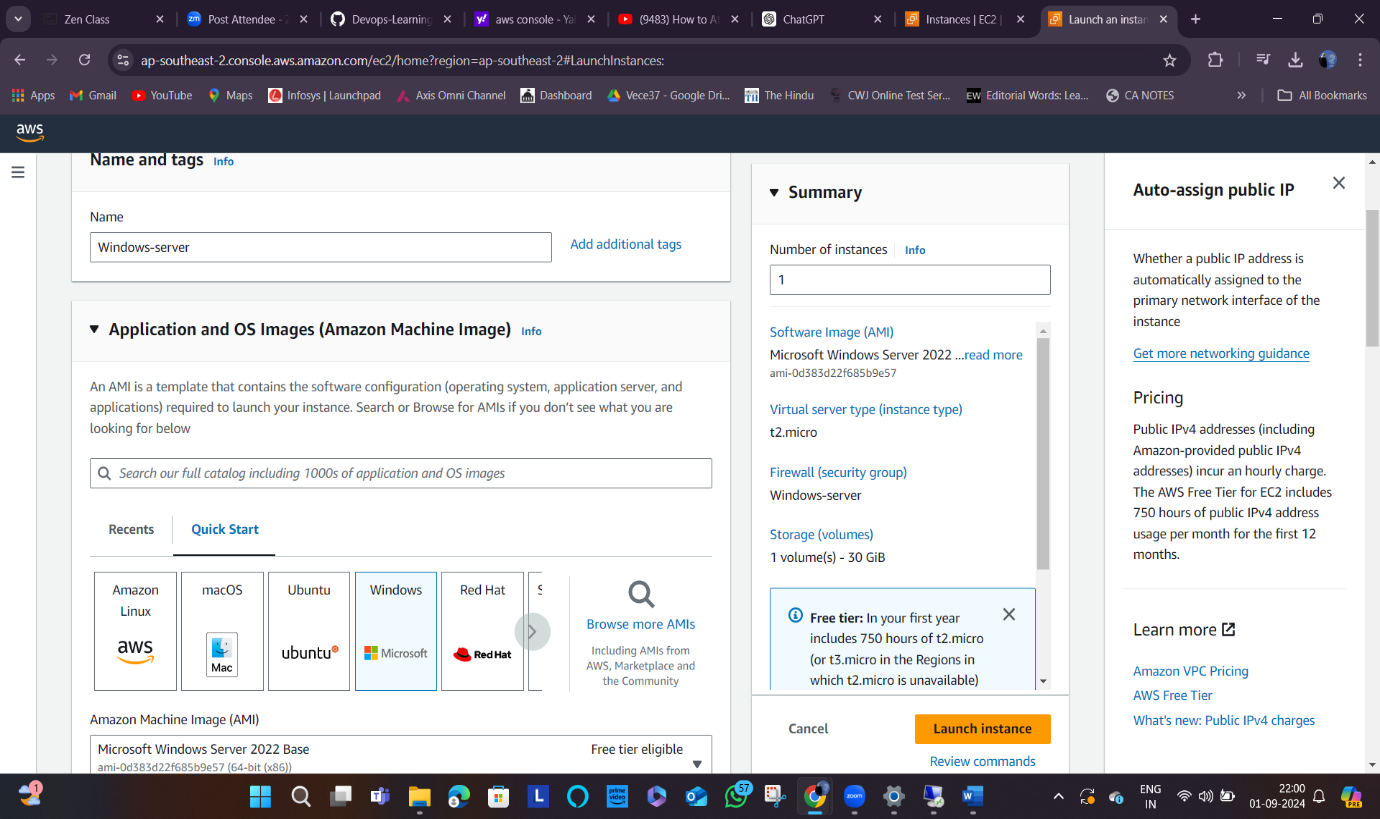 Zen Class
zm Post Attendee - Z
Devops-Learning
y! aws console - Ya
(9483) How to A
ChatGPT
Instances | EC2 |
Launch an instan
ap-southeast-2.console.aws.amazon.com/ec2/home?region=ap-southeast-2#LaunchInstances:
Apps
Gmail
YouTube
Maps
Infosys | Launchpad
Axis Omni Channel
Dashboard
Vece37 - Google Dri...
TH The Hindu
CWJ Online Test Ser...
EW Editorial Words: Lea...
CA NOTES
All Bookmarks
aws
Name and tags Info
Name
Windows-server
Add additional tags
Application and OS Images (Amazon Machine Image) Info
An AMI is a template that contains the software configuration (operating system, application server, and
applications) required to launch your instance. Search or Browse for AMIs if you don't see what you are
looking for below
Search our full catalog including 1000s of application and OS images
Recents
Quick Start
Amazon
Linux
aws
macOS
Mac
Ubuntu
ubuntu
Windows
Microsoft
Red Hat
Red Hat
S
Browse more AMIs
Including AMIs from
AWS, Marketplace and
the Community
Amazon Machine Image (AMI)
Microsoft Windows Server 2022 Base
Free tier eligible
ami-0d383d22f685b9e57 (64-bit (x86))
Summary
Number of instances Info
1
Software Image (AMI)
Microsoft Windows Server 2022 ...read more
ami-0d383d22f685b9e57
Virtual server type (instance type)
t2.micro
Firewall (security group)
Windows-server
Storage (volumes)
1 volume(s) - 30 GiB
Free tier: In your first year
includes 750 hours of t2.micro
(or t3.micro in the Regions in
which t2.micro is unavailable)
Cancel
Launch instance
Review commands
Auto-assign public IP
Whether a public IP address is
automatically assigned to the
primary network interface of the
instance
Get more networking guidance
Pricing
Public IPv4 addresses (including
Amazon-provided public IPv4
addresses) incur an hourly charge.
The AWS Free Tier for EC2 includes
750 hours of public IPv4 address
usage per month for the first 12
months.
Learn more
Amazon VPC Pricing
AWS Free Tier
What's new: Public IPv4 charges
1
L
prime
video
57
zoom
W
ENG
IN
22:00
01-09-2024
PRE